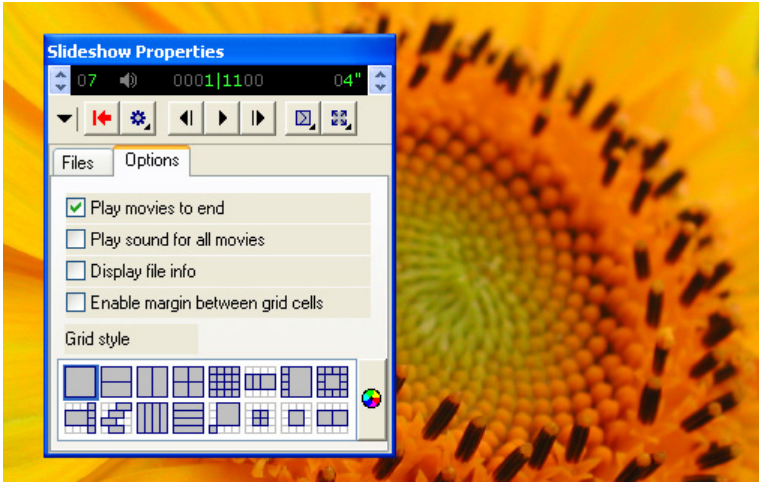 Slideshow Properties
07 0001|1100 04"
Files Options
Play movies to end
Play sound for all movies
Display file info
Enable margin between grid cells
Grid style